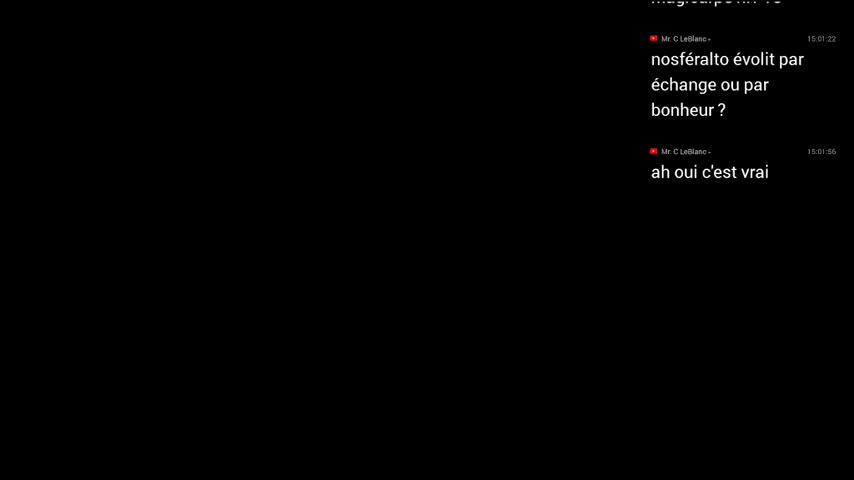 Mr. C LeBlanc 15:01:22
nosféralto évolit par
échange ou par
bonheur ?
Mr. C LeBlanc 15:01:56
ah oui c'est vrai